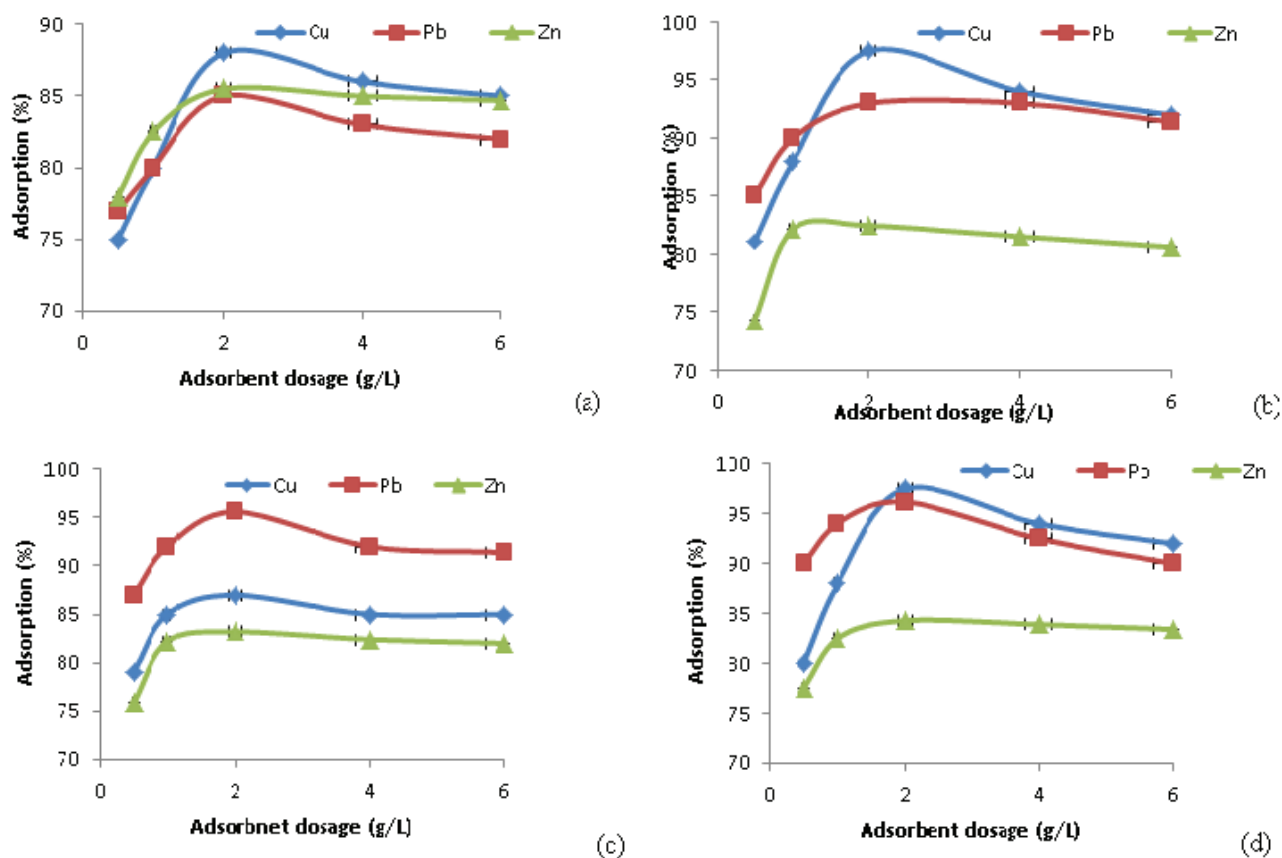 Cu Pb Zn
90
85
80
75
70
0 2 4 6
Adsorption (%)
Adsorbent dosage (g/L)
(a)
Cu Pb Zn
100
95
90
85
80
75
70
0 2 4 6
Adsorption (%)
Adsorbent dosage (g/L)
(b)
Cu Pb Zn
100
95
90
85
80
75
70
0 2 4 6
Adsorption (%)
Adsorbnet dosage (g/L)
(c)
Cu Pb Zn
100
95
90
35
30
75
70
0 2 4 6
Adsorption (%)
Adsorbent dosage (g/L)
(d)